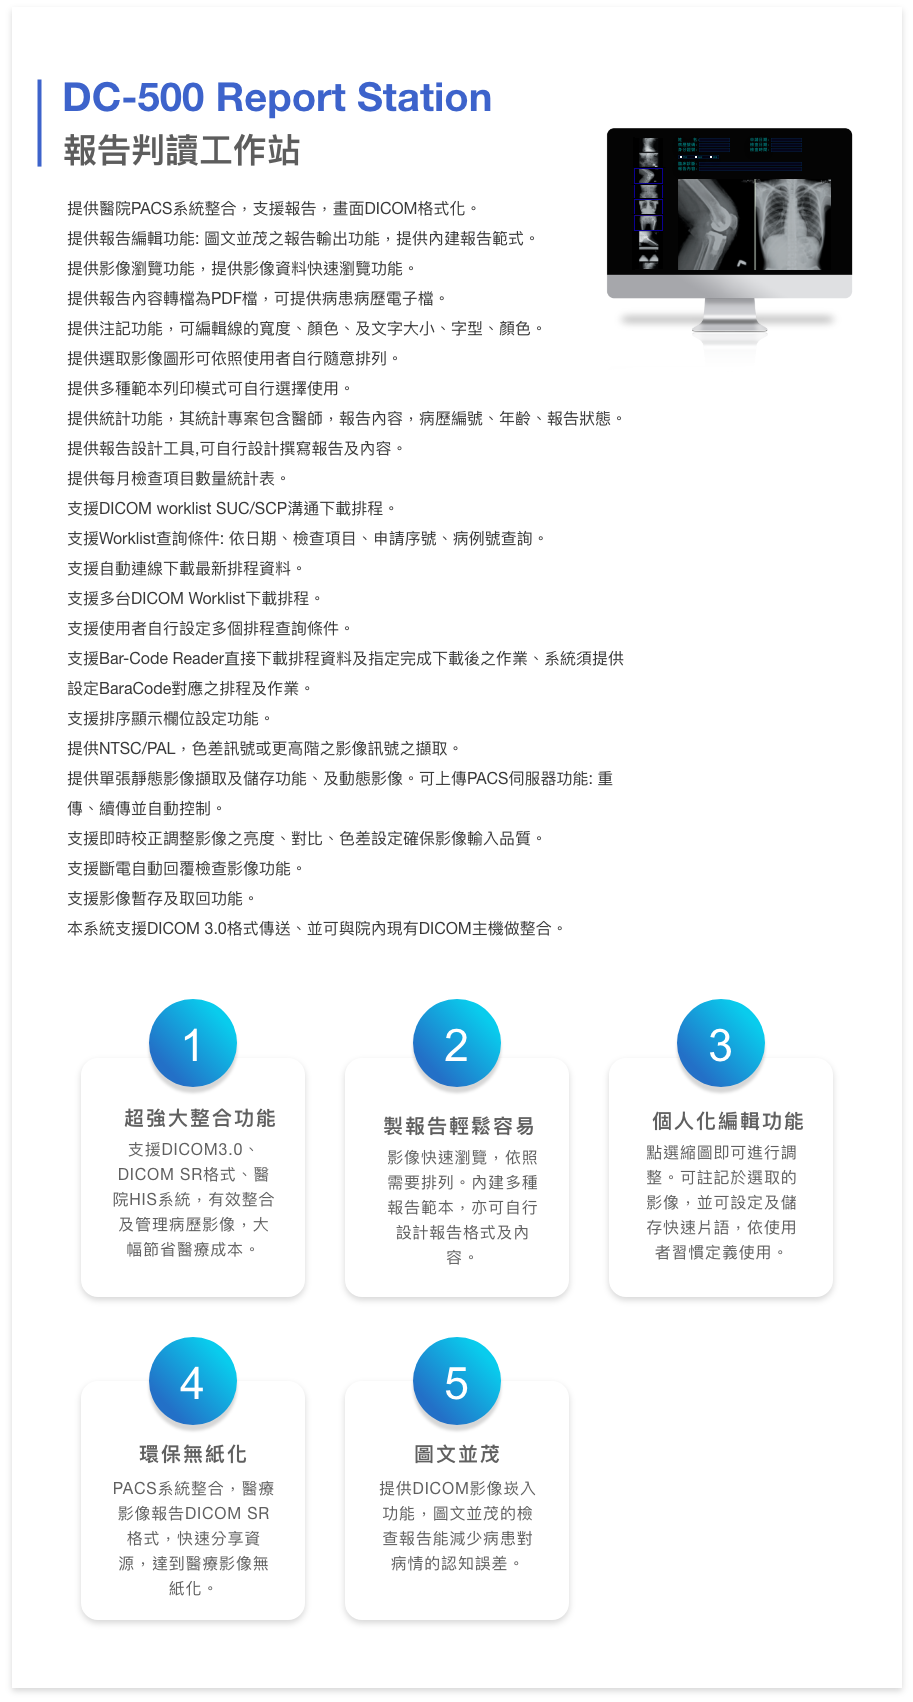 DC-500 Report Station
報告判讀工作站
提供醫院PACS系統整合，支援報告，畫面DICOM格式化。
提供報告編輯功能: 圖文並茂之報告輸出功能，提供內建報告範式。
提供影像瀏覽功能，提供影像資料快速瀏覽功能。
提供報告內容轉檔為PDF檔，可提供病患病歷電子檔。
提供注記功能，可編輯線的寬度、顏色、及文字大小、字型、顏色。
提供選取影像圖形可依照使用者自行隨意排列。
提供多種範本列印模式可自行選擇使用。
提供統計功能，其統計專案包含醫師，報告內容，病歷編號、年齡、報告狀態。
提供報告設計工具,可自行設計撰寫報告及內容。
提供每月檢查項目數量統計表。
支援DICOM worklist SUC/SCP溝通下載排程。
支援Worklist查詢條件: 依日期、檢查項目、申請序號、病例號查詢。
支援自動連線下載最新排程資料。
支援多台DICOM Worklist下載排程。
支援使用者自行設定多個排程查詢條件。
支援Bar-Code Reader直接下載排程資料及指定完成下載後之作業、系統須提供
設定BaraCode對應之排程及作業。
支援排序顯示欄位設定功能。
提供NTSC/PAL，色差訊號或更高階之影像訊號之擷取。
提供單張靜態影像擷取及儲存功能、及動態影像。可上傳PACS伺服器功能: 重
傳、續傳並自動控制。
支援即時校正調整影像之亮度、對比、色差設定確保影像輸入品質。
支援斷電自動回覆檢查影像功能。
支援影像暫存及取回功能。
本系統支援DICOM 3.0格式傳送、並可與院內現有DICOM主機做整合。
1
超強大整合功能
支援DICOM3.0、
DICOM SR格式、醫
院HIS系統，有效整合
及管理病歷影像，大
幅節省醫療成本。
2
製報告輕鬆容易
影像快速瀏覽，依照
需要排列。內建多種
報告範本，亦可自行
設計報告格式及內
容。
3
個人化編輯功能
點選縮圖即可進行調
整。可註記於選取的
影像，並可設定及儲
存快速片語，依使用
者習慣定義使用。
4
環保無紙化
PACS系統整合，醫療
影像報告DICOM SR
格式，快速分享資
源，達到醫療影像無
紙化。
5
圖文並茂
提供DICOM影像崁入
功能，圖文並茂的檢
查報告能減少病患對
病情的認知誤差。